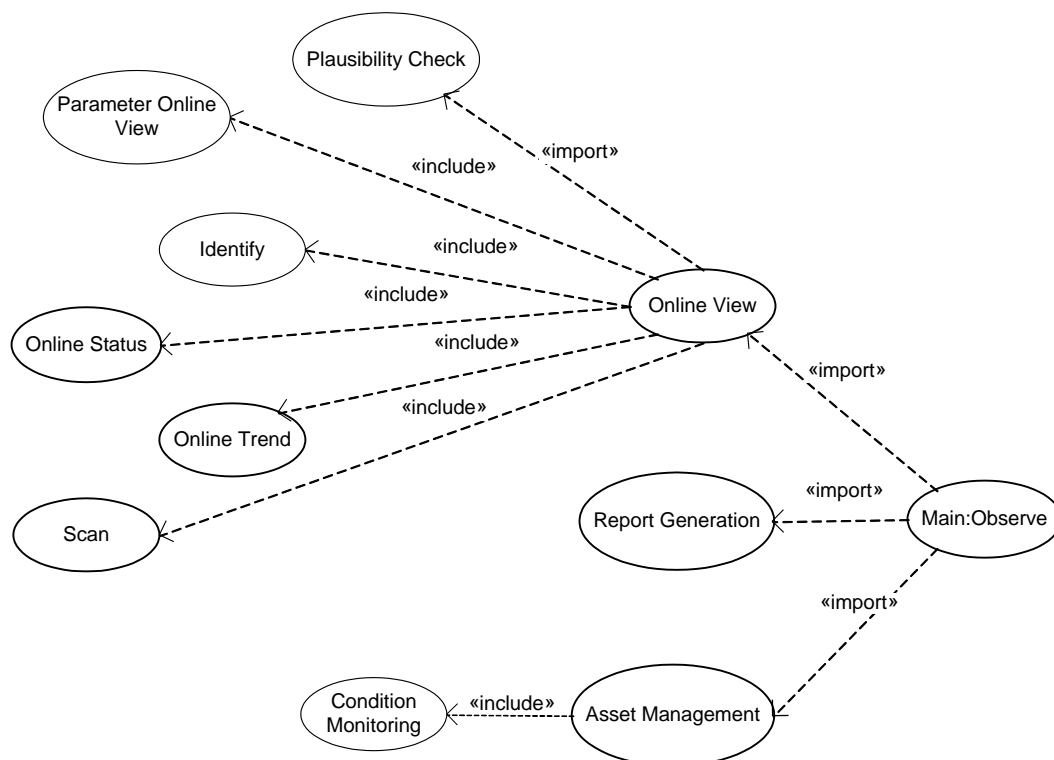 Plausibility Check
Parameter Online
View
«import»
«include»
Identify
«include»
«include»
Online View
Online Status
«include»
«import»
«include»
Online Trend
«import»
Report Generation
Main:Observe
Scan
«import»
Condition
Monitoring
«include»
Asset Management